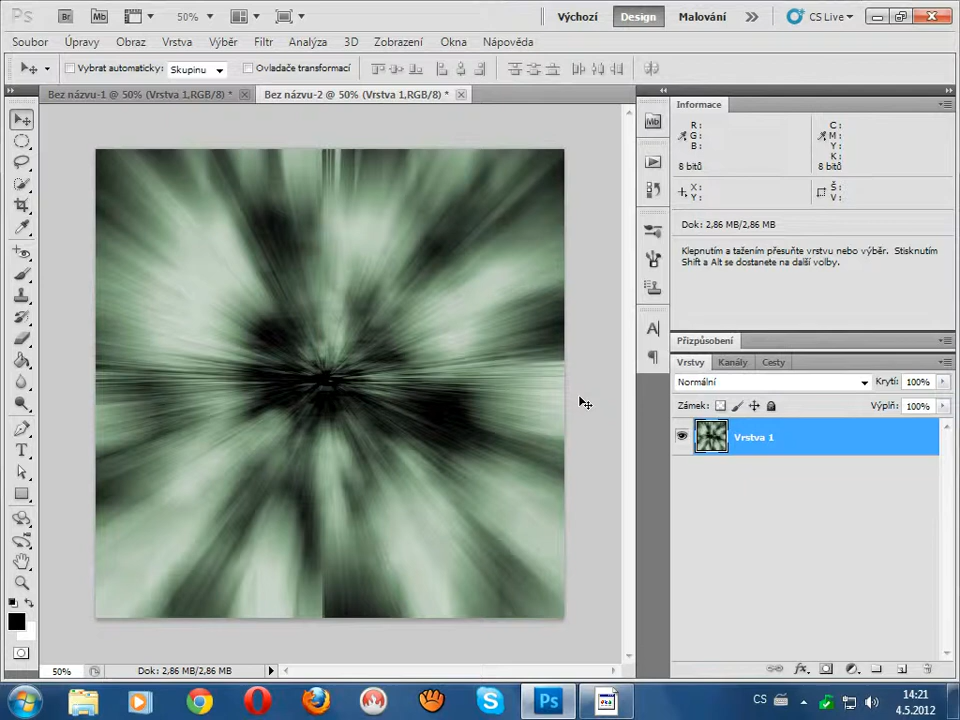 Ps Br Mb 50% Výchozí Design Malování CS Live
Soubor Úpravy Obraz Vrstva Výběr Filtr Analýza 3D Zobrazení Okna Nápověda
Vybrat automaticky: Skupinu Ovladače transformací
Bez názvu-1 @ 50% (Vrstva 1,RGB/8) * Bez názvu-2 @ 50% (Vrstva 1,RGB/8) *
Informace
R: C:
G: M:
B: Y:
K:
8 bitů 8 bitů
X: Š:
Y: V:
Dok: 2,86 MB/2,86 MB
Klepnutím a tažením přesuňte vrstvu nebo výběr. Stisknutím
Shift a Alt se dostanete na další volby.
Přizpůsobení
Vrstvy Kanály Cesty
Normální Krytí: 100%
Zámek: Výplň: 100%
Vrstva 1
50% Dok: 2,86 MB/2,86 MB
Ps CS 14:21
4.5.2012